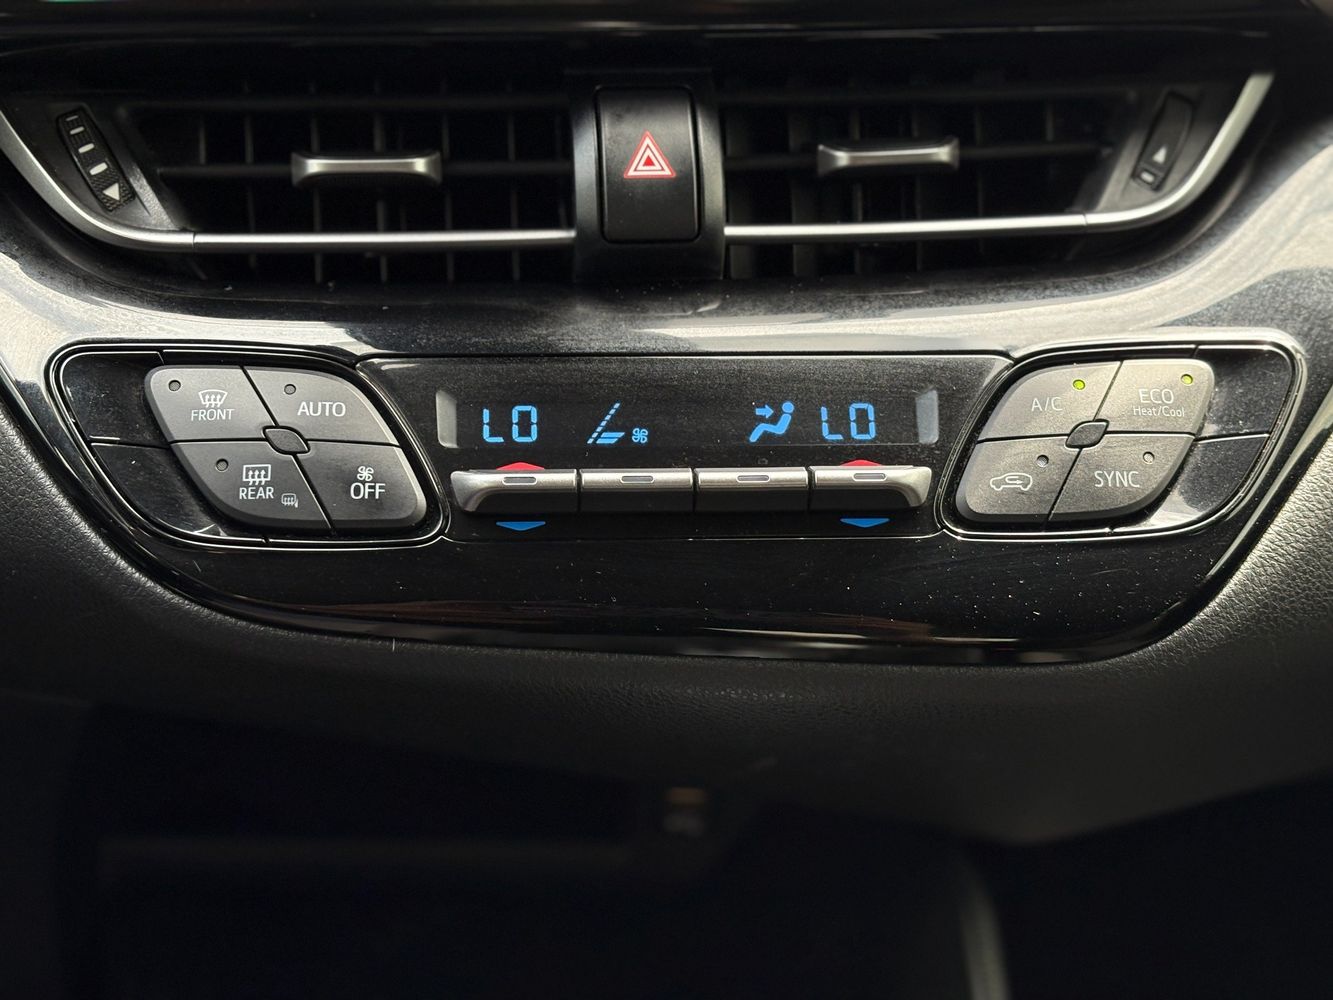 FRONT
AUTO
REAR
OFF
LO
LO
A/C
ECO
Heat/Cool
SYNC